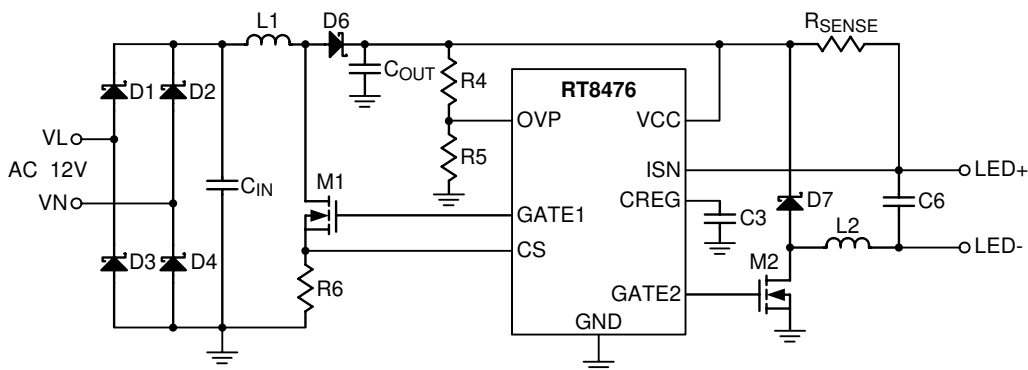 L1
D6
RSENSE
COUT
R4
RT8476
D1
D2
OVP
VCC
VL
R5
AC 12V
ISN
LED+
M1
CIN
CREG
D7
C6
VN
GATE1
C3
L2
CS
LED-
D3
D4
M2
R6
GATE2
GND